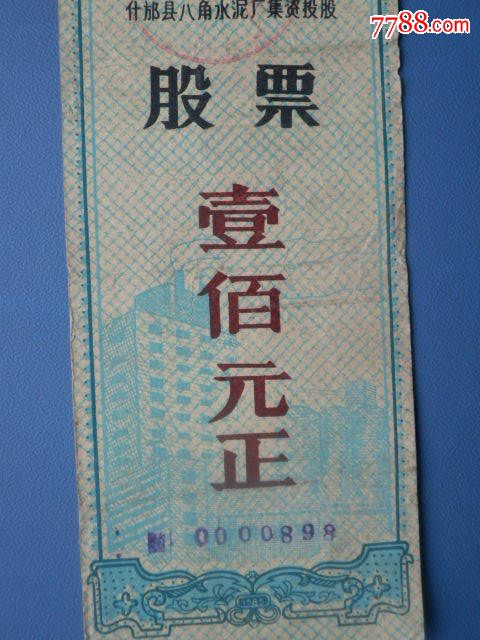 7788.com
什邡县八角水泥厂集资投股
股票
壹佰元正
0000898